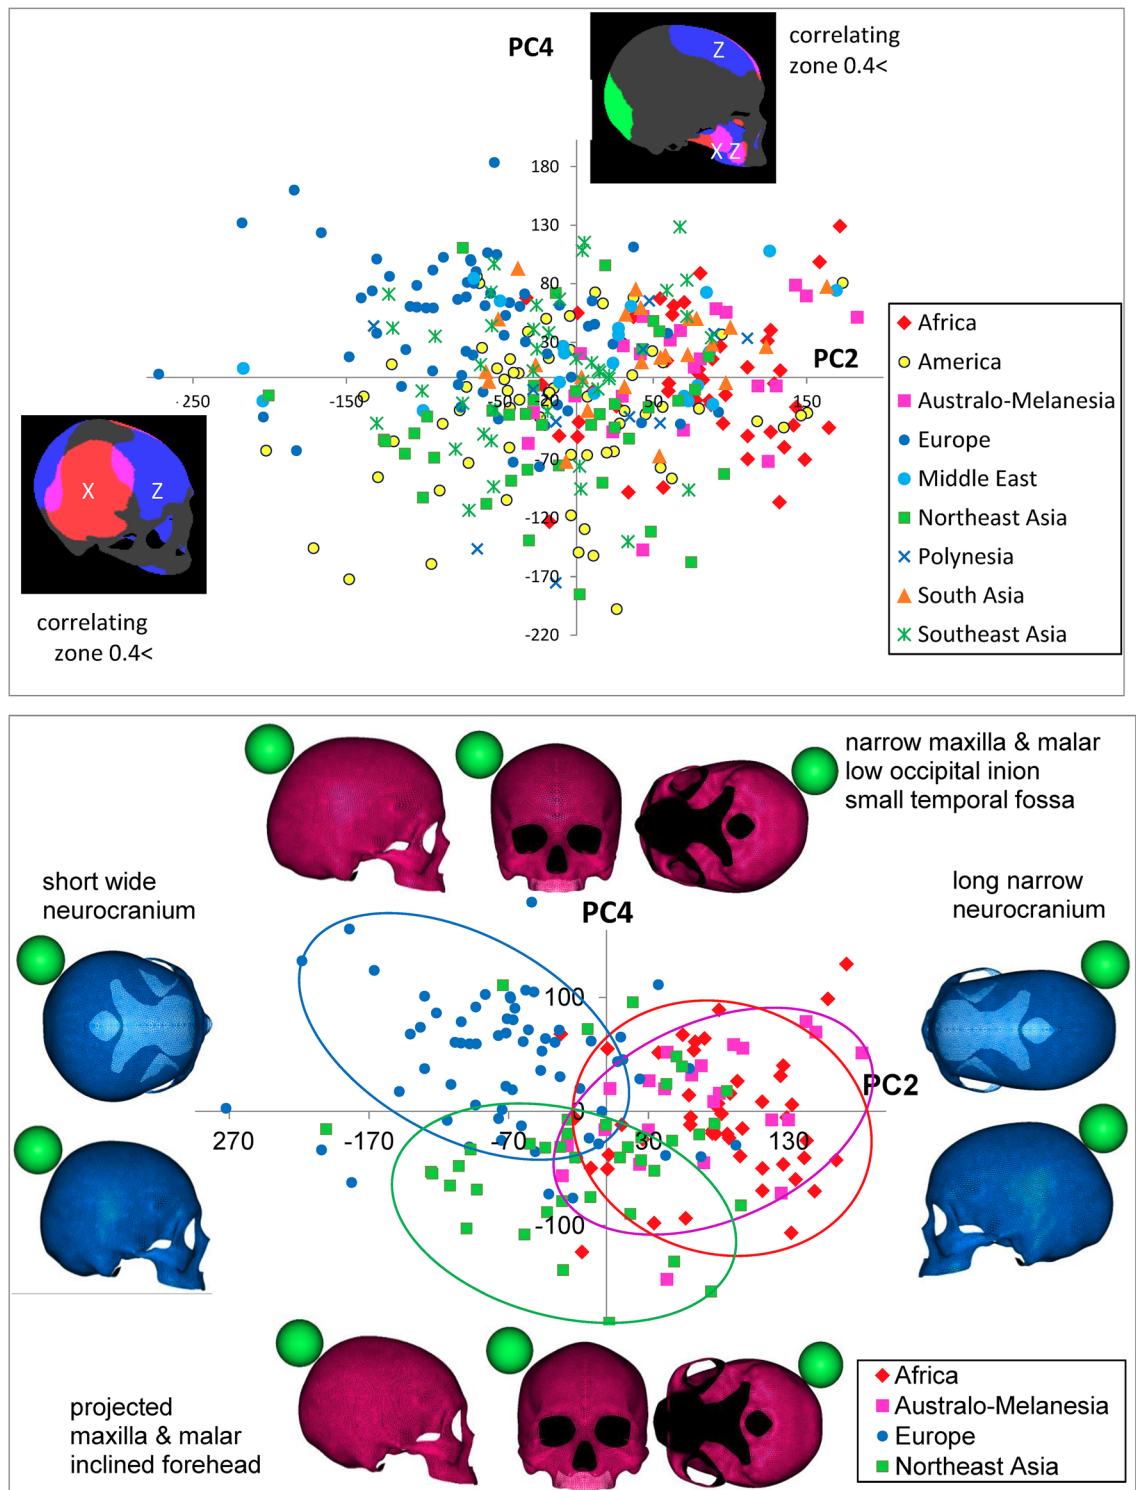 PC4
correlating
zone 0.4<
Z
X Z
180
130
80
30
PC2
-250
-150
-50
-20
50
150
-70
-120
-170
-220
X
Z
correlating
zone 0.4<
Africa
America
Australo-Melanesia
Europe
Middle East
Northeast Asia
Polynesia
South Asia
Southeast Asia
narrow maxilla & malar
low occipital inion
small temporal fossa
short wide
neurocranium
long narrow
neurocranium
PC4
100
PC2
0
270
-170
-70
30
130
-100
projected
maxilla & malar
inclined forehead
Africa
Australo-Melanesia
Europe
Northeast Asia